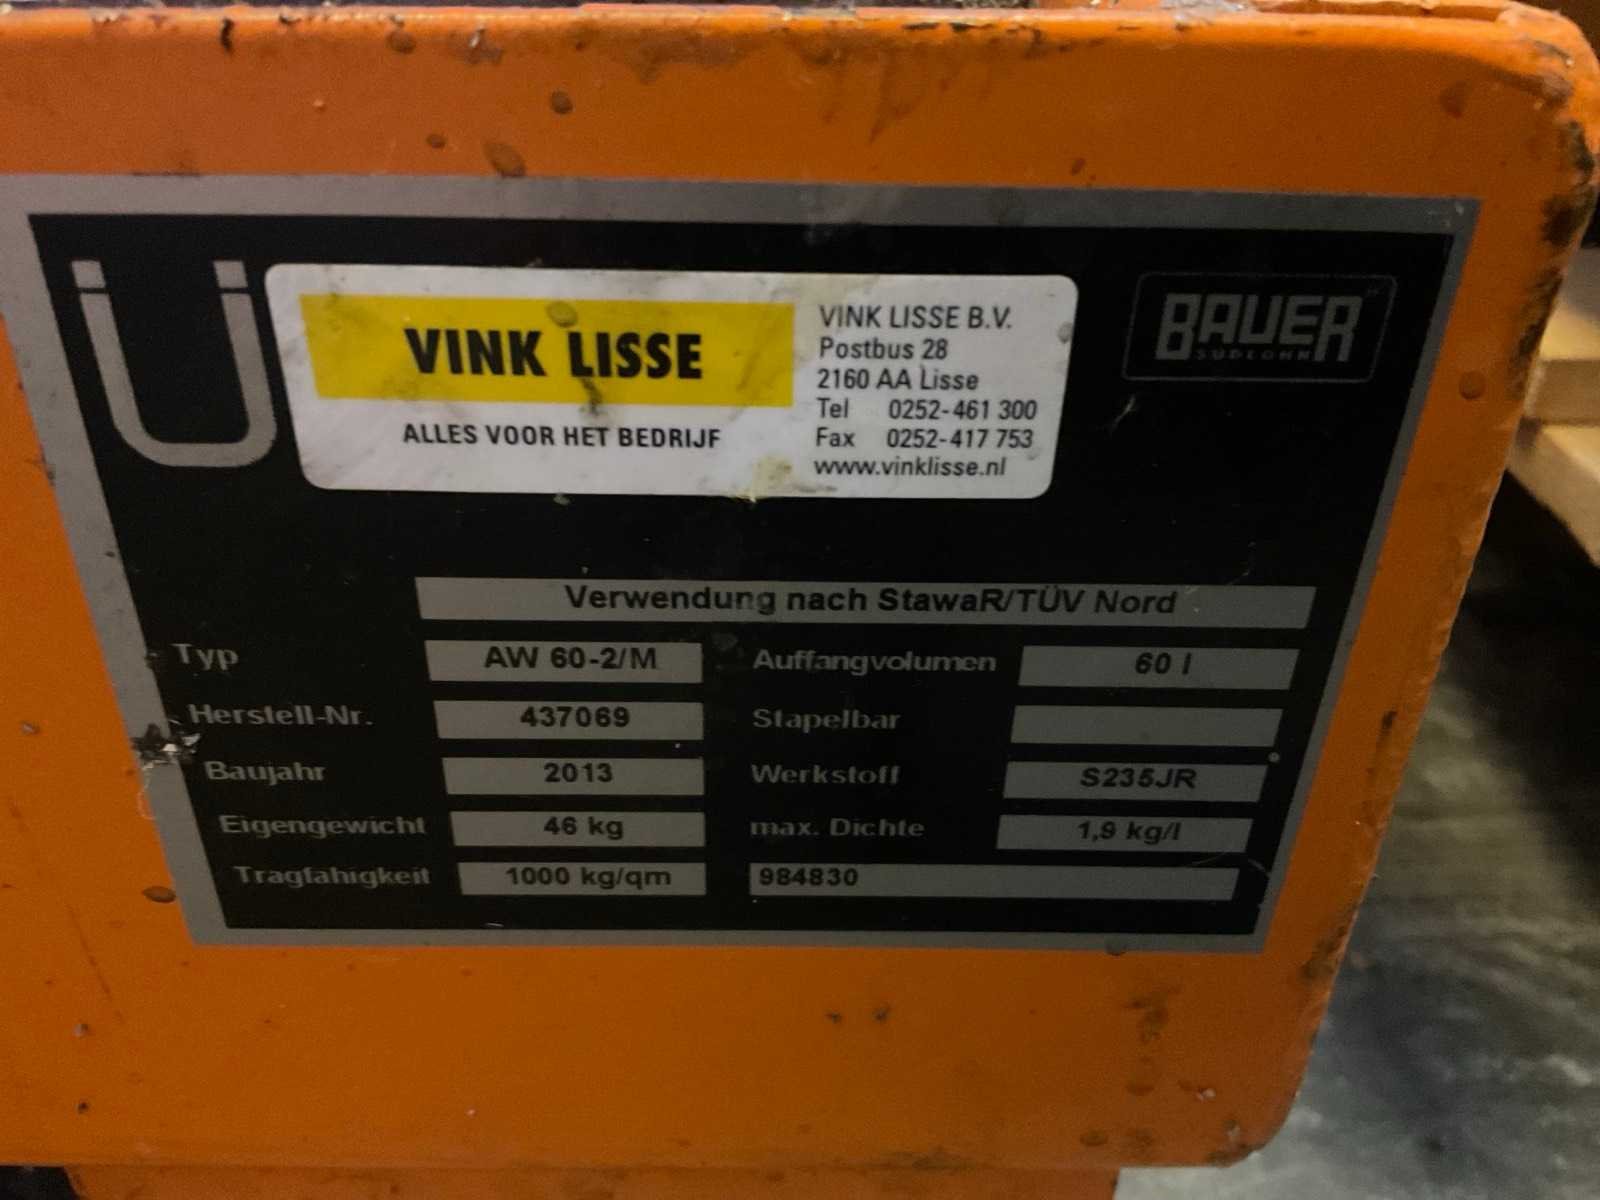 Ü
VINK LISSE
ALLES VOOR HET BEDRIJF
VINK LISSE B.V.
Postbus 28
2160 AA Lisse
Tel 0252-461 300
Fax 0252-417 753
www.vinklisse.nl
BAUER
SÜDLOHN
Verwendung nach StawaR/TÜV Nord
Typ AW 60-2/M
Herstell-Nr. 437069
Baujahr 2013
Eigengewicht 46 kg
Tragfähigkeit 1000 kg/qm
Auffangvolumen 60 l
Stapelbar
Werkstoff S235JR
max. Dichte 1,9 kg/l
984830